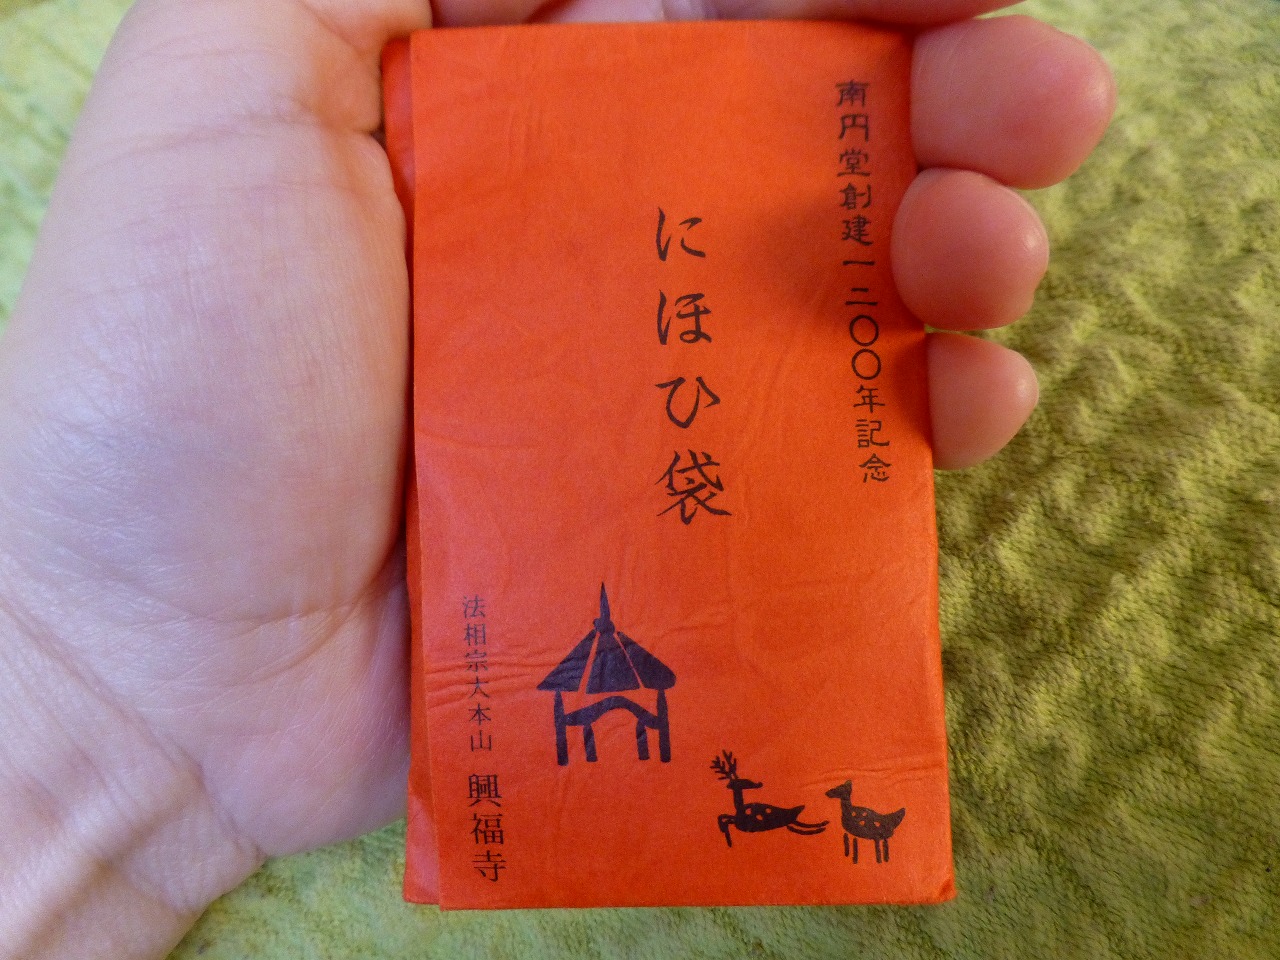 南円堂創建一二〇〇年記念
にほひ袋
法相宗大本山 興福寺